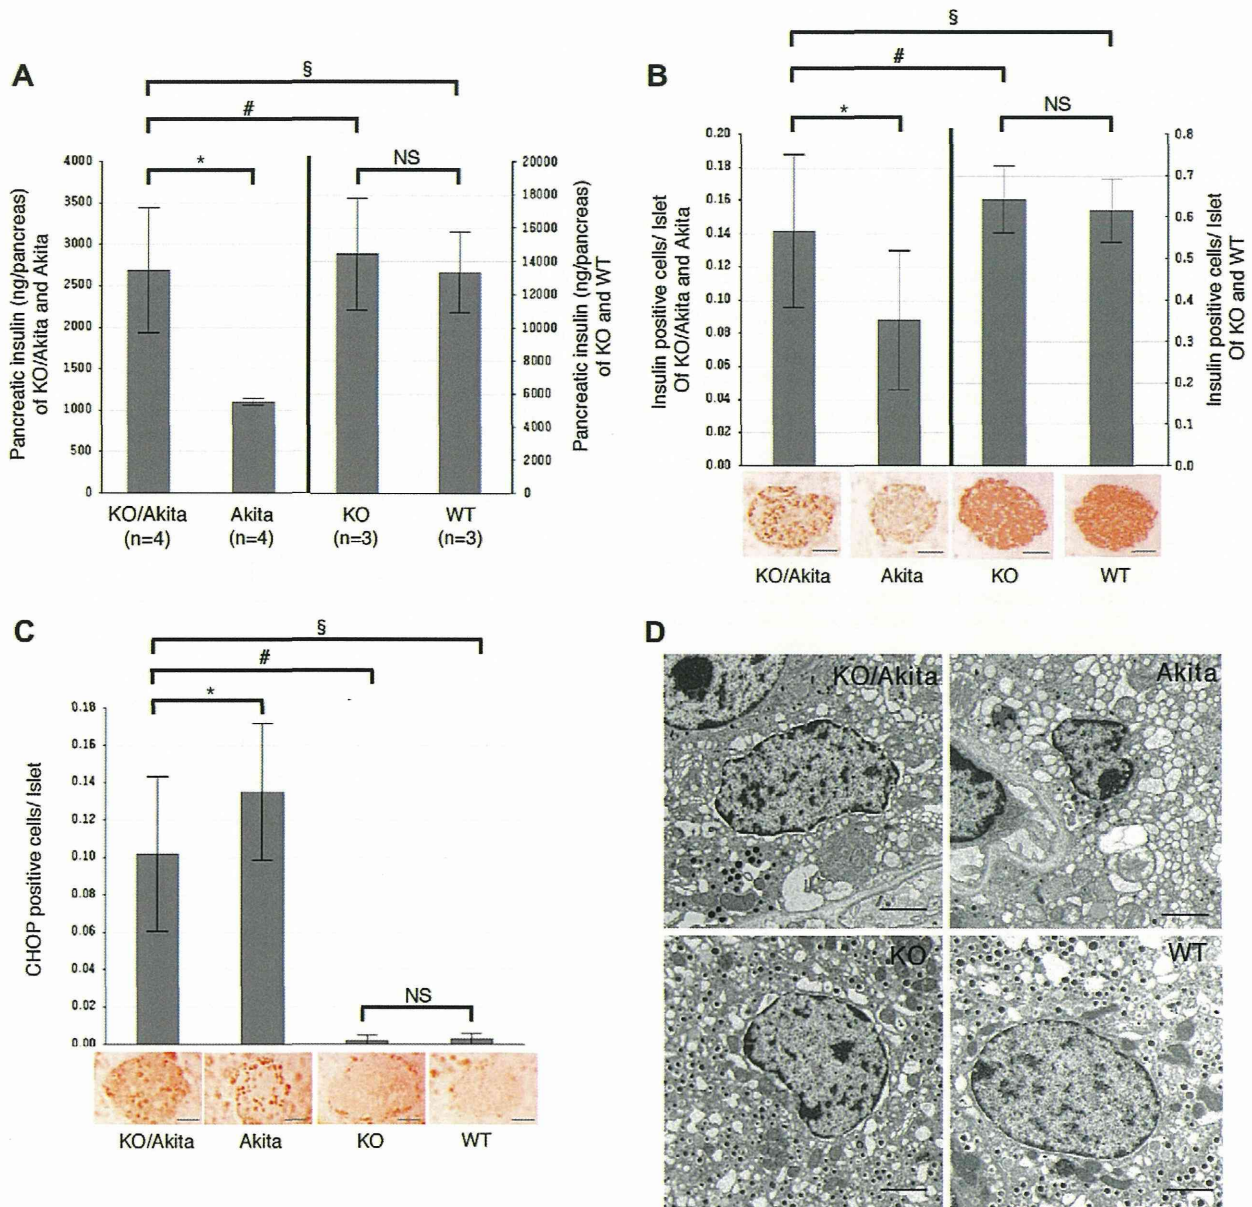 A
§
#
*
NS
Pancreatic insulin (ng/pancreas)
of KO/Akita and Akita
4000
3500
3000
2500
2000
1500
1000
500
0
20000
18000
16000
14000
12000
10000
8000
6000
4000
2000
0
Pancreatic insulin (ng/pancreas)
of KO and WT
KO/Akita
(n=4)
Akita
(n=4)
KO
(n=3)
WT
(n=3)
B
§
#
*
NS
Insulin positive cells/ Islet
Of KO/Akita and Akita
0.20
0.18
0.16
0.14
0.12
0.10
0.08
0.06
0.04
0.02
0.00
0.8
0.7
0.6
0.5
0.4
0.3
0.2
0.1
0.0
Insulin positive cells/ Islet
Of KO and WT
KO/Akita
Akita
KO
WT
C
§
#
*
NS
CHOP positive cells/ Islet
0.18
0.16
0.14
0.12
0.10
0.08
0.06
0.04
0.02
0.00
KO/Akita
Akita
KO
WT
D
KO/Akita
Akita
KO
WT